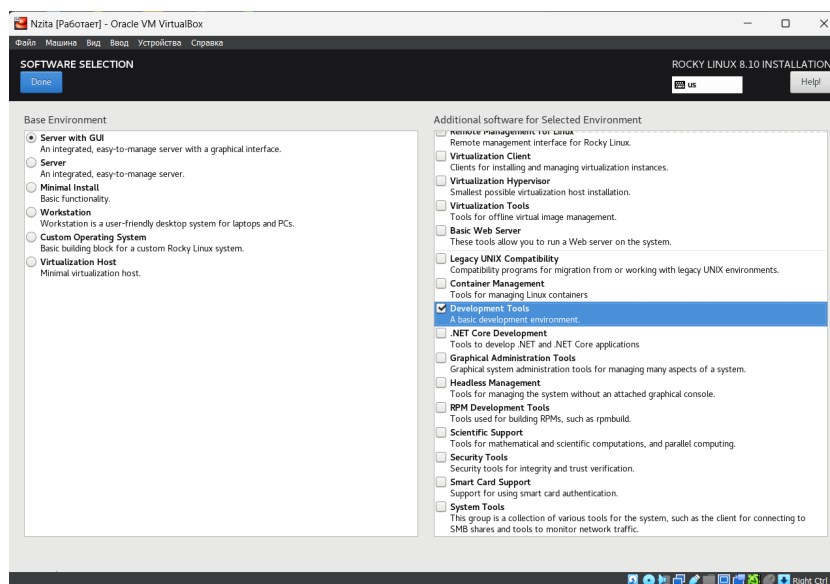 Nzita [Работает] - Oracle VM VirtualBox
Файл Машина Вид Ввод Устройства Справка
SOFTWARE SELECTION
ROCKY LINUX 8.10 INSTALLATION
Done
us
Help!
Base Environment
Server with GUI
An integrated, easy-to-manage server with a graphical interface.
Server
An integrated, easy-to-manage server.
Minimal Install
Basic functionality.
Workstation
Workstation is a user-friendly desktop system for laptops and PCs.
Custom Operating System
Basic building block for a custom Rocky Linux system.
Virtualization Host
Minimal virtualization host.
Additional software for Selected Environment
Remote Management for Linux
Remote management interface for Rocky Linux.
Virtualization Client
Clients for installing and managing virtualization instances.
Virtualization Hypervisor
Smallest possible virtualization host installation.
Virtualization Tools
Tools for offline virtual image management.
Basic Web Server
These tools allow you to run a Web server on the system.
Legacy UNIX Compatibility
Compatibility programs for migration from or working with legacy UNIX environments.
Container Management
Tools for managing Linux containers
Development Tools
A basic development environment.
.NET Core Development
Tools to develop .NET and .NET Core applications
Graphical Administration Tools
Graphical system administration tools for managing many aspects of a system.
Headless Management
Tools for managing the system without an attached graphical console.
RPM Development Tools
Tools used for building RPMs, such as rpmbuild.
Scientific Support
Tools for mathematical and scientific computations, and parallel computing.
Security Tools
Security tools for integrity and trust verification.
Smart Card Support
Support for using smart card authentication.
System Tools
This group is a collection of various tools for the system, such as the client for connecting to
SMB shares and tools to monitor network traffic.
Right Ctrl